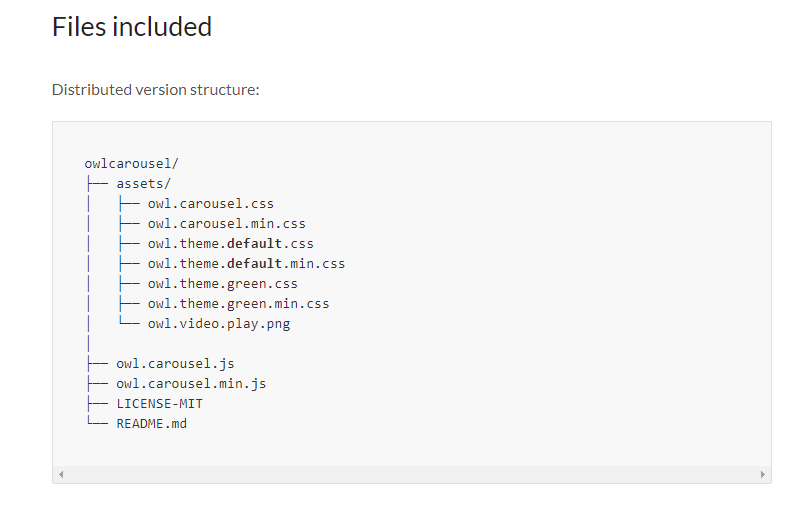 Files included
Distributed version structure:
owlcarousel/
├── assets/
│   ├── owl.carousel.css
│   ├── owl.carousel.min.css
│   ├── owl.theme.default.css
│   ├── owl.theme.default.min.css
│   ├── owl.theme.green.css
│   ├── owl.theme.green.min.css
│   └── owl.video.play.png
│
├── owl.carousel.js
├── owl.carousel.min.js
├── LICENSE-MIT
└── README.md